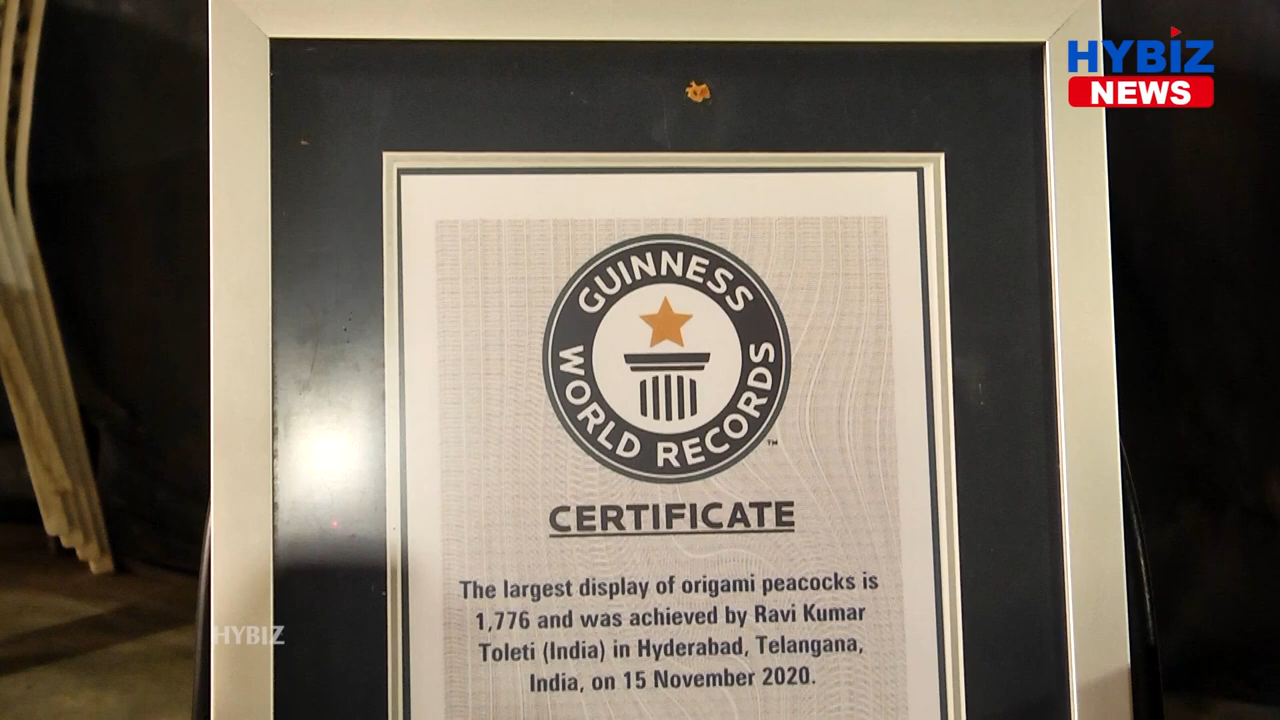 HYBIZ
NEWS
GUINNESS
WORLD RECORDS
™
CERTIFICATE
The largest display of origami peacocks is
1,776 and was achieved by Ravi Kumar
Toleti (India) in Hyderabad, Telangana,
India, on 15 November 2020.
HYBIZ